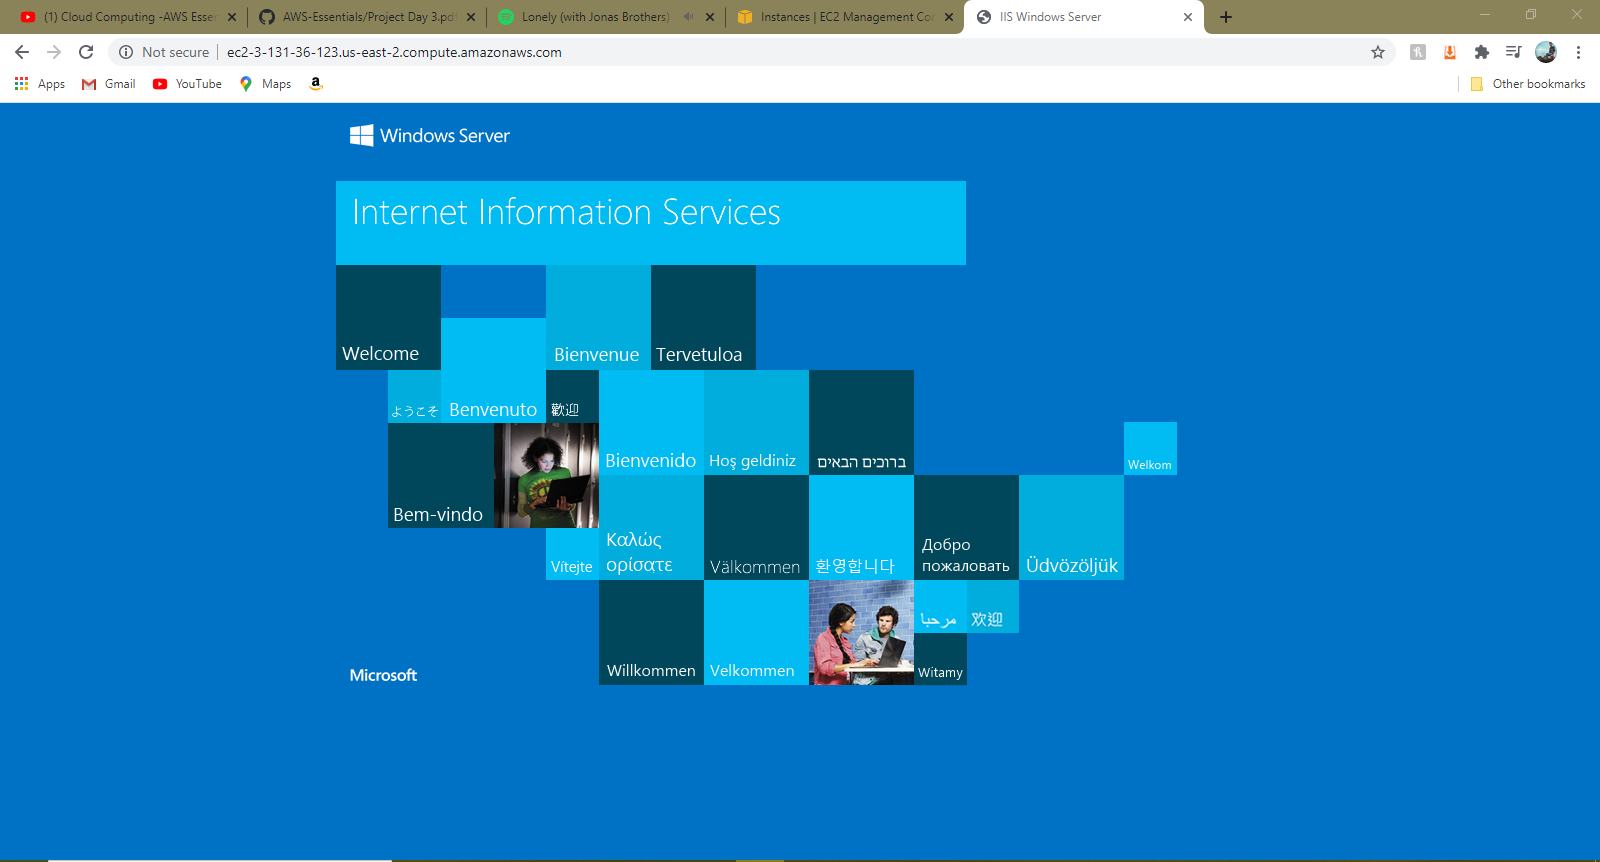 (1) Cloud Computing -AWS Essen
AWS-Essentials/Project Day 3.pd
Lonely (with Jonas Brothers)
Instances | EC2 Management Con
IIS Windows Server
Not secure
ec2-3-131-36-123.us-east-2.compute.amazonaws.com
Apps
Gmail
YouTube
Maps
Other bookmarks
Windows Server
Internet Information Services
Welcome
Bienvenue
Tervetuloa
ようこそ
Benvenuto
歡迎
Bienvenido
Hoş geldiniz
ברוכים הבאים
Welkom
Bem-vindo
Vítejte
Καλώς
ορίσατε
Välkommen
환영합니다
Добро
пожаловать
Üdvözöljük
Microsoft
Willkommen
Velkommen
مرحبا
欢迎
Witamy